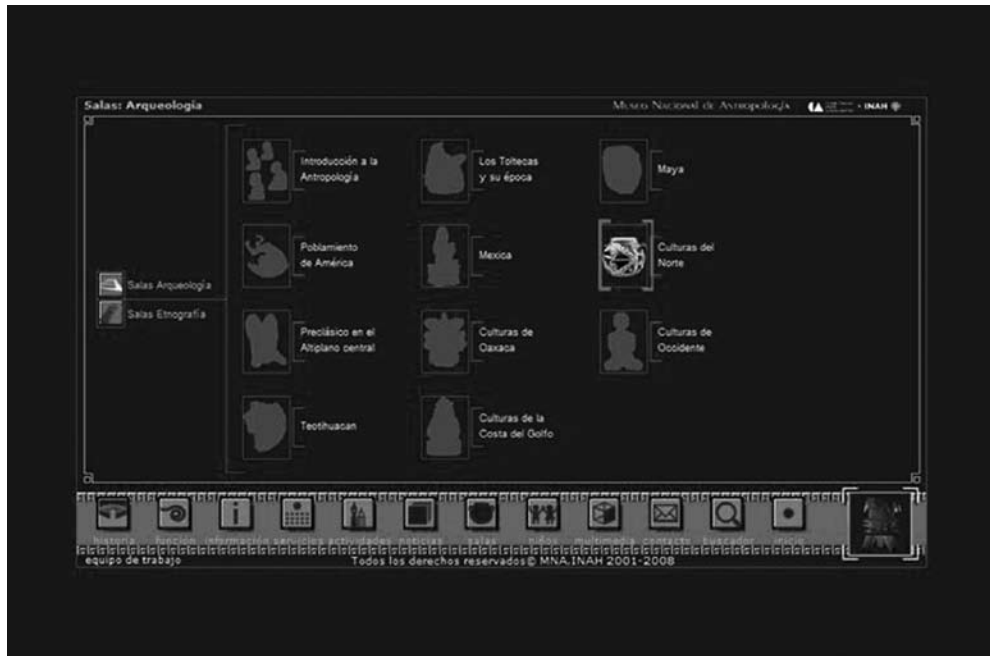 Salas: Arqueología
Museo Nacional de Antropología
INAH
Introducción a la
Antropología
Los Toltecas
y su época
Maya
Poblamiento
de América
Mexica
Culturas del
Norte
Salas Arqueología
Salas Etnografía
Preclásico en el
Altiplano central
Culturas de
Oaxaca
Culturas de
Occidente
Teotihuacan
Culturas de la
Costa del Golfo
historia función información servicios actividades noticias salas niños multimedia contacto buscador inicio
equipo de trabajo
Todos los derechos reservados© MNA.INAH 2001-2008